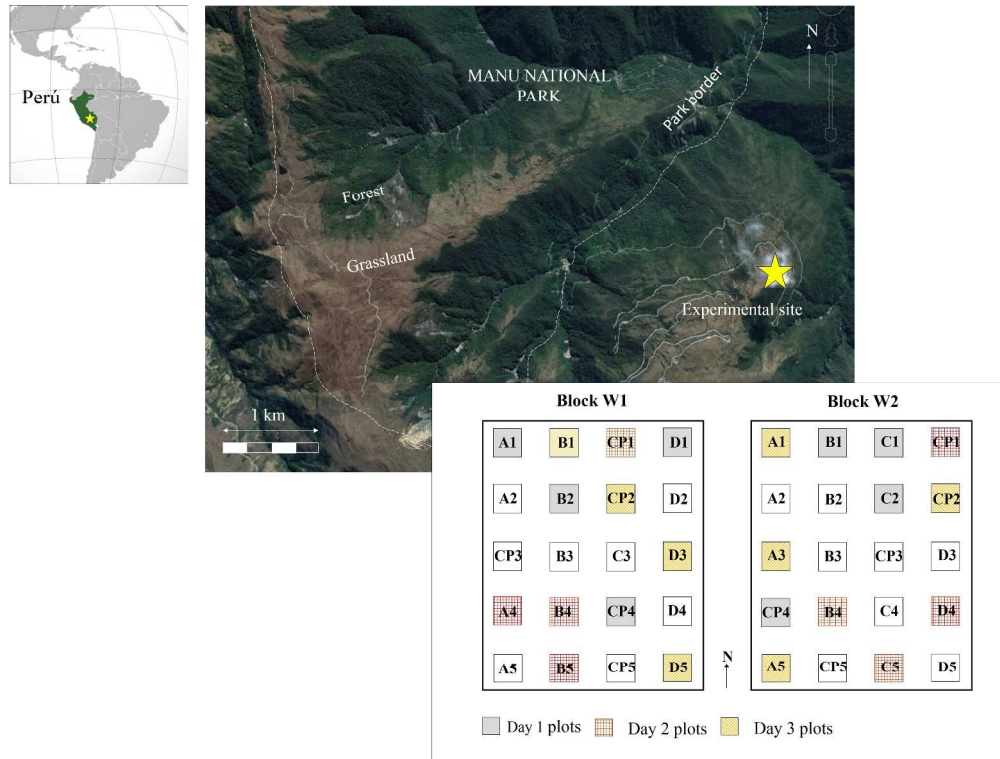 Perú
N
MANU NATIONAL
PARK
Park border
Forest
Grassland
Experimental site
1 km
Block W1
A1 B1 CP1 D1
A2 B2 CP2 D2
CP3 B3 C3 D3
A4 B4 CP4 D4
A5 B5 CP5 D5
N
Block W2
A1 B1 C1 CP1
A2 B2 C2 CP2
A3 B3 CP3 D3
CP4 B4 C4 D4
A5 CP5 C5 D5
Day 1 plots Day 2 plots Day 3 plots